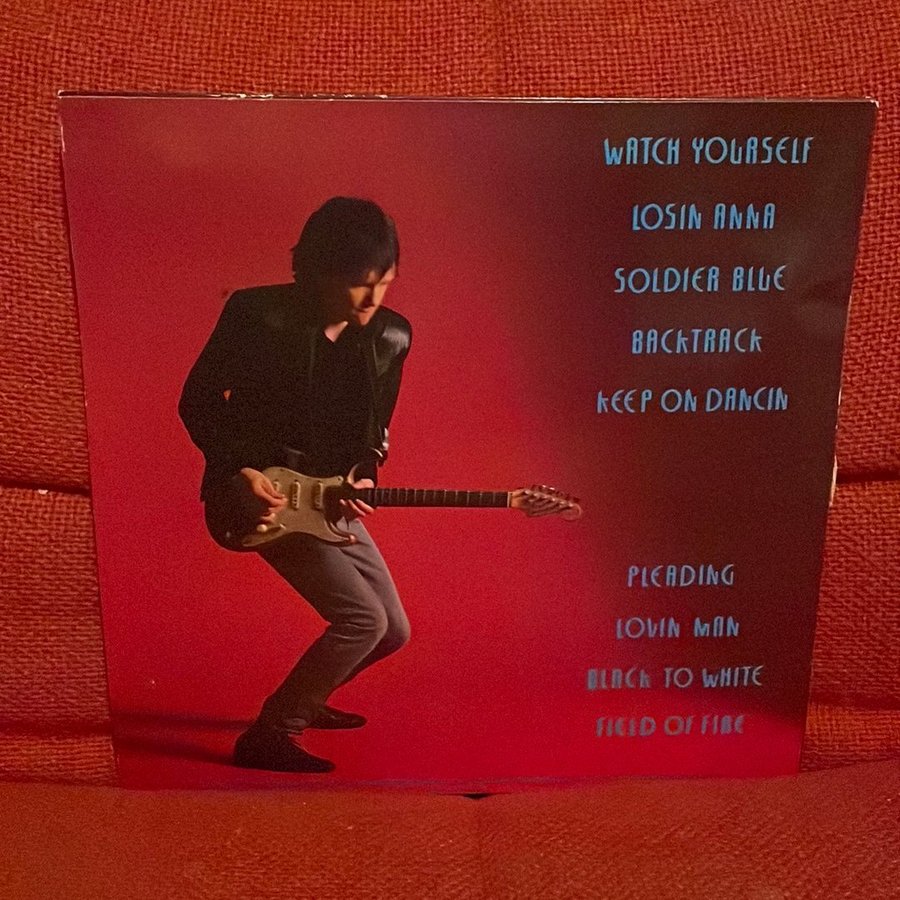 WATCH YOURSELF
LOSIN ANNA
SOLDIER BLUE
BACKTRACK
KEEP ON DANCIN
PLEADING
LOVIN MAN
BLACK TO WHITE
FIELD OF FIRE